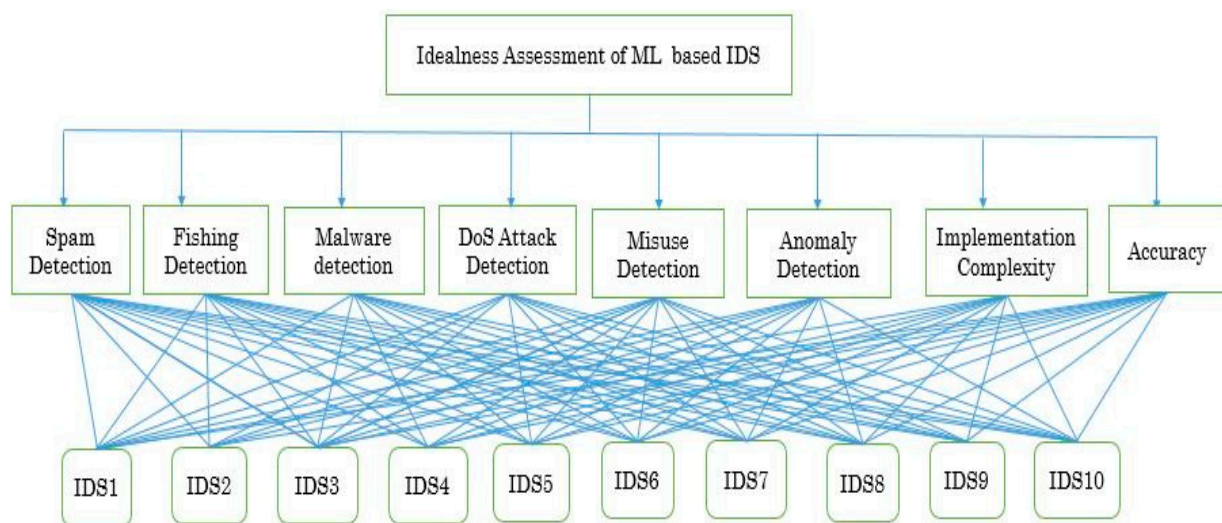 Idealness Assessment of ML based IDS
Spam
Detection
Fishing
Detection
Malware
detection
DoS Attack
Detection
Misuse
Detection
Anomaly
Detection
Implementation
Complexity
Accuracy
IDS1
IDS2
IDS3
IDS4
IDS5
IDS6
IDS7
IDS8
IDS9
IDS10